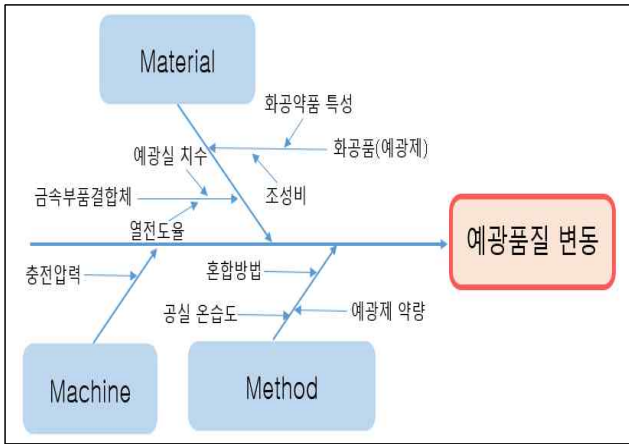 Material
화공약품 특성
예광실 치수
화공품(예광제)
금속부품결합체
조성비
열전도율
예광품질 변동
충전압력
혼합방법
공실 온습도
예광제 약량
Machine
Method